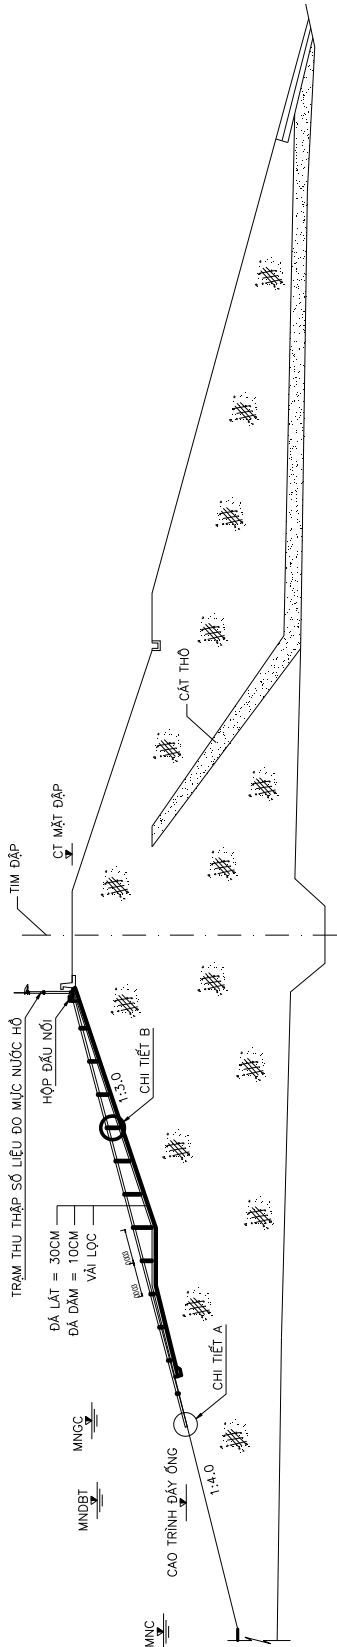 MNC
MNDBT
MNGC
CAO TRÌNH ĐÁY ỐNG
1:4.0
CHI TIẾT A
ĐÁ LÁT = 30CM
ĐÁ DĂM = 10CM
VẢI LỌC
TRẠM THU THẬP SỐ LIỆU ĐO MỰC NƯỚC HỒ
HỘP ĐẤU NỐI
1:3.0
CHI TIẾT B
TIM ĐẬP
CT MẶT ĐẬP
CÁT THÔ